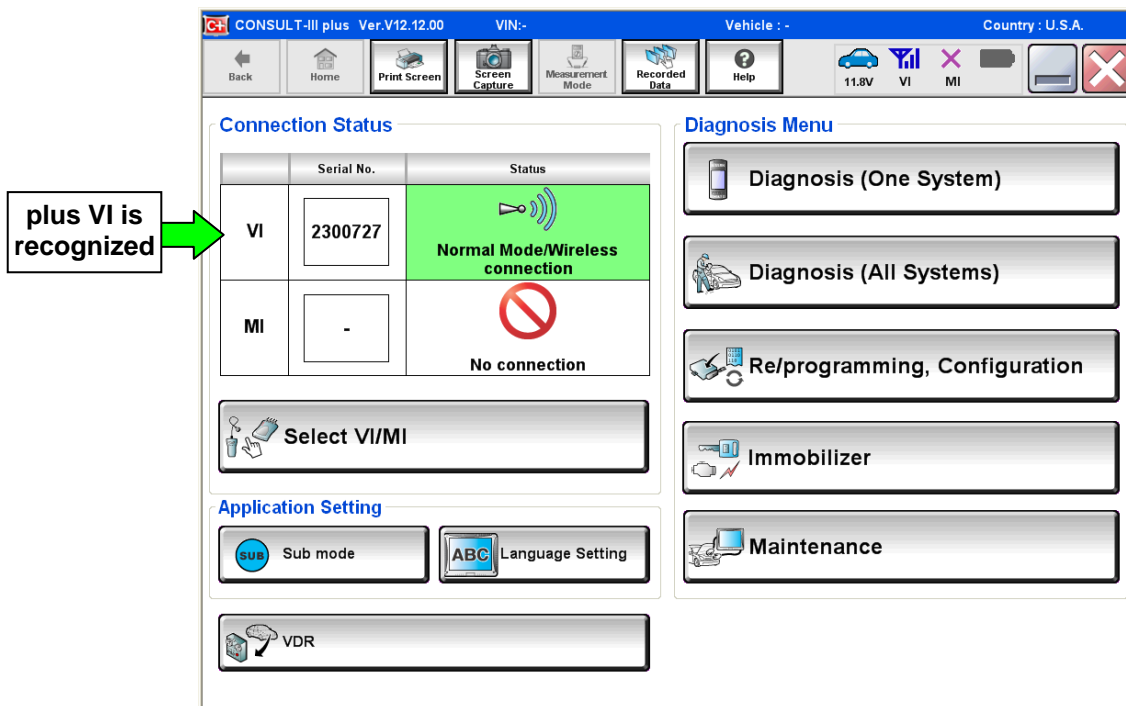 C+ CONSULT-III plus Ver.V12.12.00 VIN:- Vehicle : - Country : U.S.A.
Back
Home
Print Screen
Screen
Capture
Measurement
Mode
Recorded
Data
?
Help
11.8V
VI
MI
Connection Status
Serial No.
Status
plus VI is
recognized
VI
2300727
Normal Mode/Wireless
connection
MI
-
No connection
Select VI/MI
Application Setting
SUB
Sub mode
ABC
Language Setting
VDR
Diagnosis Menu
Diagnosis (One System)
Diagnosis (All Systems)
Re/programming, Configuration
Immobilizer
Maintenance